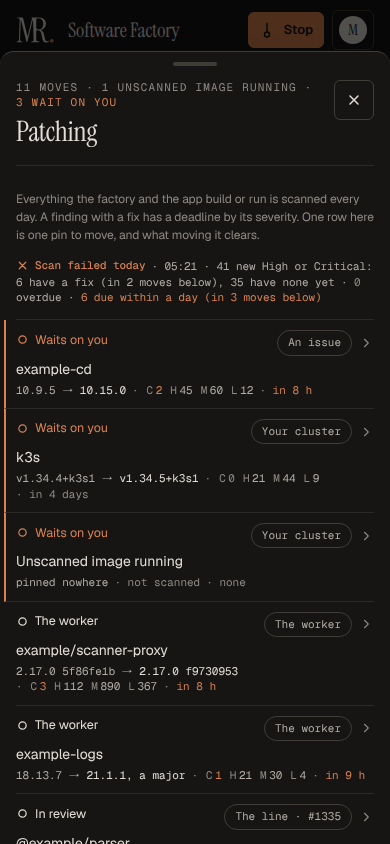 MR. Software Factory
Stop
M
11 MOVES · 1 UNSCANNED IMAGE RUNNING ·
3 WAIT ON YOU
Patching
Everything the factory and the app build or run is scanned every
day. A finding with a fix has a deadline by its severity. One row here
is one pin to move, and what moving it clears.
Scan failed today · 05:21 · 41 new High or Critical:
6 have a fix (in 2 moves below), 35 have none yet · 0
overdue · 6 due within a day (in 3 moves below)
Waits on you
An issue
example-cd
10.9.5 → 10.15.0 · C 2 H 45 M 60 L 12 · in 8 h
Waits on you
Your cluster
k3s
v1.34.4+k3s1 → v1.34.5+k3s1 · C 0 H 21 M 44 L 9
· in 4 days
Waits on you
Your cluster
Unscanned image running
pinned nowhere · not scanned · none
The worker
The worker
example/scanner-proxy
2.17.0 5f86fe1b → 2.17.0 f9730953
· C 3 H 112 M 890 L 367 · in 8 h
The worker
The worker
example-logs
18.13.7 → 21.1.1, a major · C 1 H 21 M 30 L 4 · in 9 h
In review
The line · #1335
@example/parser